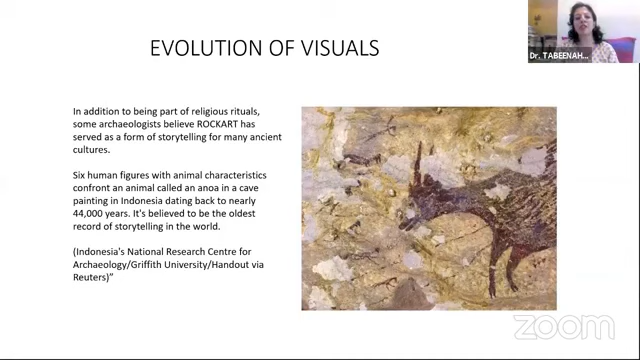 EVOLUTION OF VISUALS
Dr. TABEENAH...
In addition to being part of religious rituals,
some archaeologists believe ROCKART has
served as a form of storytelling for many ancient
cultures.
Six human figures with animal characteristics
confront an animal called an anoa in a cave
painting in Indonesia dating back to nearly
44,000 years. It's believed to be the oldest
record of storytelling in the world.
(Indonesia's National Research Centre for
Archaeology/Griffith University/Handout via
Reuters)"
zoom